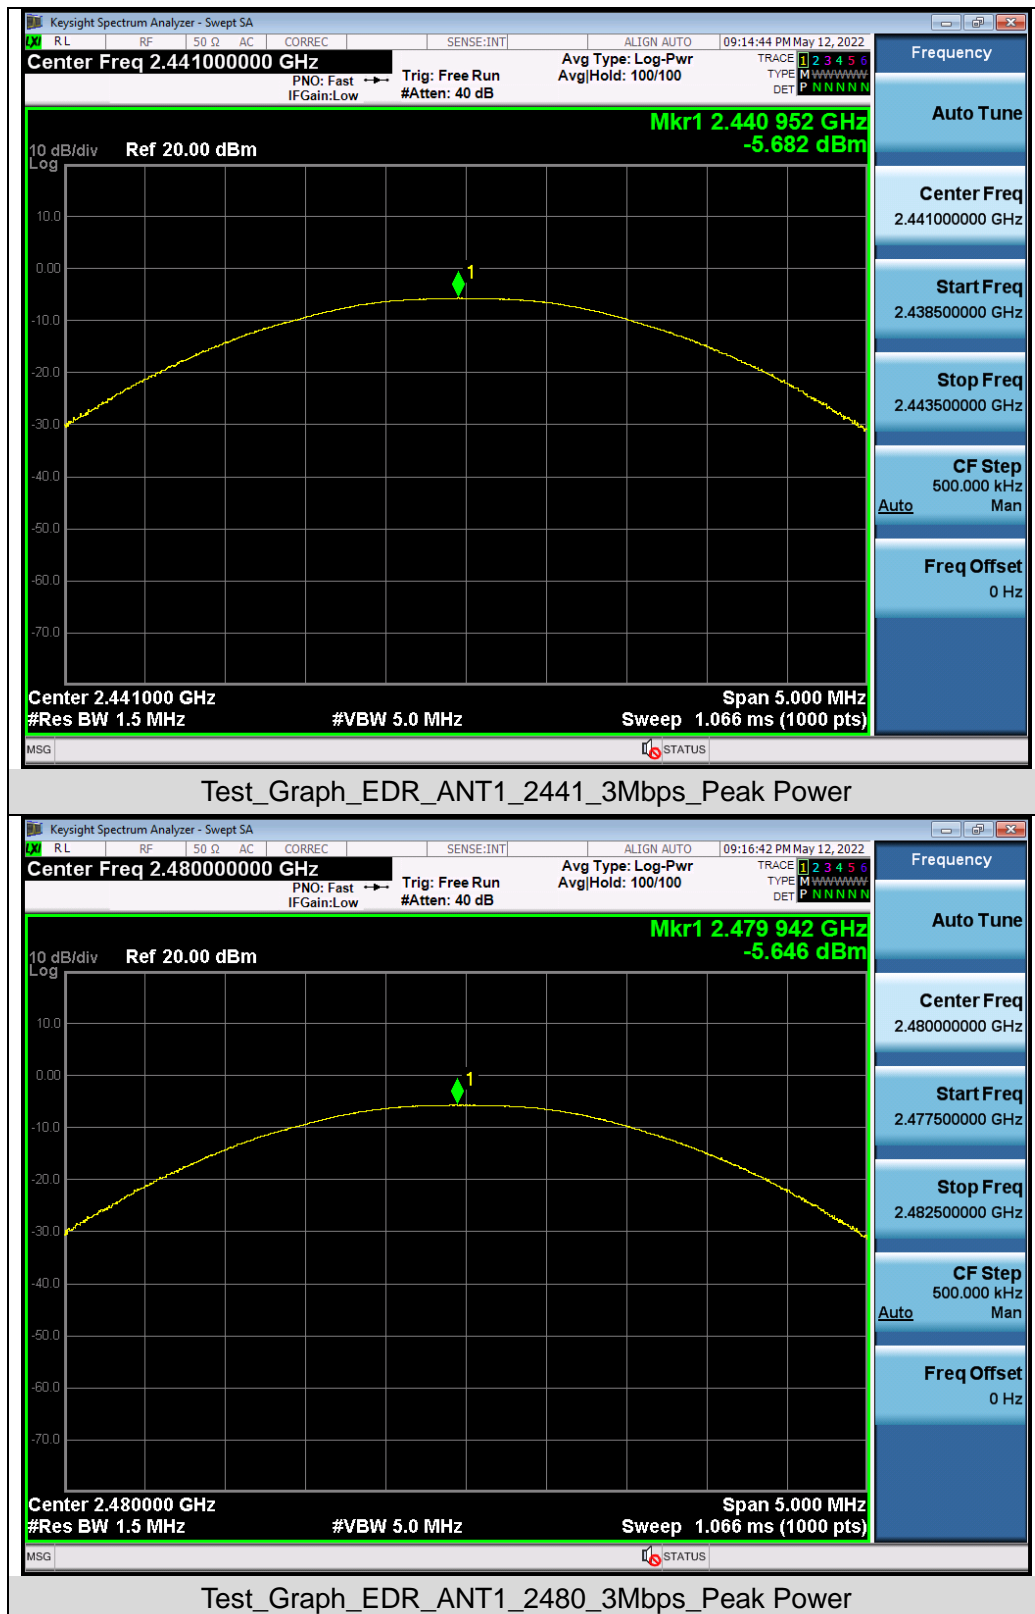 Keysight Spectrum Analyzer - Swept SA
LXI RL RF 50 Ω AC CORREC SENSE:INT ALIGN AUTO 09:14:44 PM May 12, 2022
Center Freq 2.441000000 GHz
PNO: Fast
IFGain:Low
Trig: Free Run
#Atten: 40 dB
Avg Type: Log-Pwr
Avg|Hold: 100/100
TRACE 1 2 3 4 5 6
TYPE M WWWWW
DET P N N N N N
Mkr1 2.440 952 GHz
-5.682 dBm
10 dB/div Ref 20.00 dBm
Log
10.0
0.00
1
-10.0
-20.0
-30.0
-40.0
-50.0
-60.0
-70.0
Center 2.441000 GHz Span 5.000 MHz
#Res BW 1.5 MHz #VBW 5.0 MHz Sweep 1.066 ms (1000 pts)
MSG STATUS
Frequency
Auto Tune
Center Freq
2.441000000 GHz
Start Freq
2.438500000 GHz
Stop Freq
2.443500000 GHz
CF Step
500.000 kHz
Auto Man
Freq Offset
0 Hz
Test_Graph_EDR_ANT1_2441_3Mbps_Peak Power
Keysight Spectrum Analyzer - Swept SA
LXI RL RF 50 Ω AC CORREC SENSE:INT ALIGN AUTO 09:16:42 PM May 12, 2022
Center Freq 2.480000000 GHz
PNO: Fast
IFGain:Low
Trig: Free Run
#Atten: 40 dB
Avg Type: Log-Pwr
Avg|Hold: 100/100
TRACE 1 2 3 4 5 6
TYPE M WWWWW
DET P N N N N N
Mkr1 2.479 942 GHz
-5.646 dBm
10 dB/div Ref 20.00 dBm
Log
10.0
0.00
1
-10.0
-20.0
-30.0
-40.0
-50.0
-60.0
-70.0
Center 2.480000 GHz Span 5.000 MHz
#Res BW 1.5 MHz #VBW 5.0 MHz Sweep 1.066 ms (1000 pts)
MSG STATUS
Frequency
Auto Tune
Center Freq
2.480000000 GHz
Start Freq
2.477500000 GHz
Stop Freq
2.482500000 GHz
CF Step
500.000 kHz
Auto Man
Freq Offset
0 Hz
Test_Graph_EDR_ANT1_2480_3Mbps_Peak Power